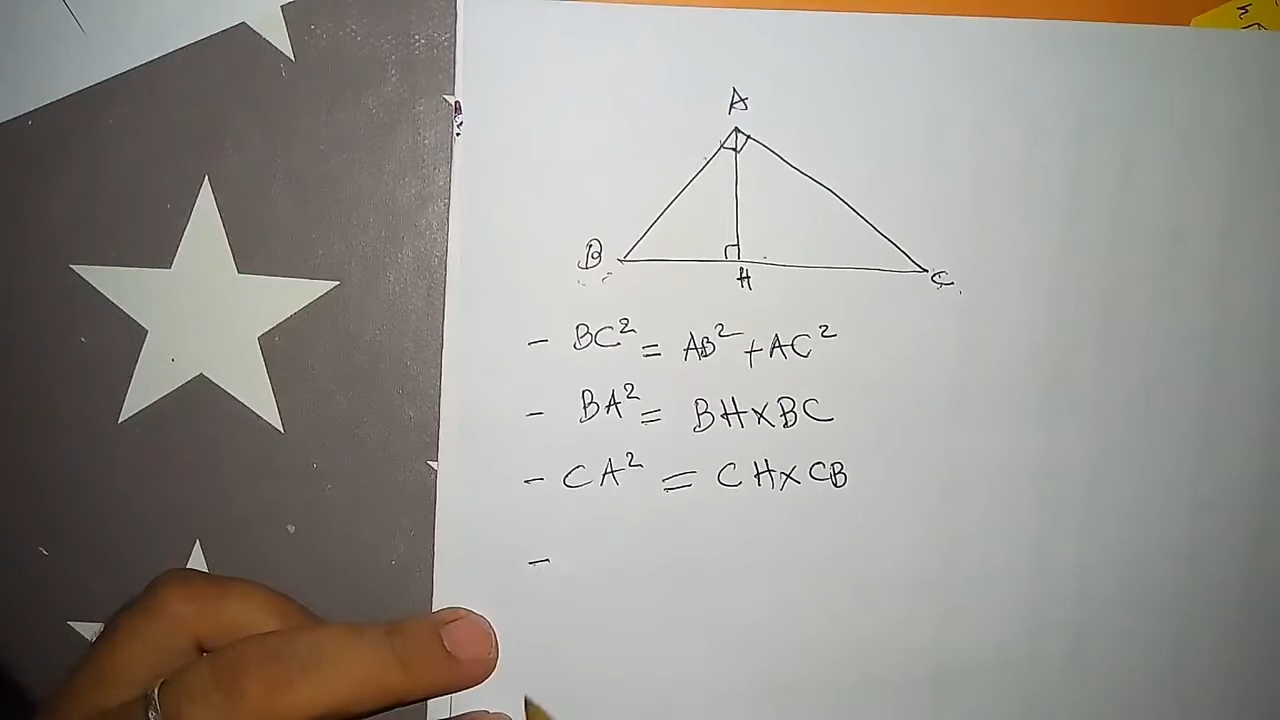 A
B
H
C
- BC² = AB² + AC²
- BA² = BH×BC
- CA² = CH×CB
-